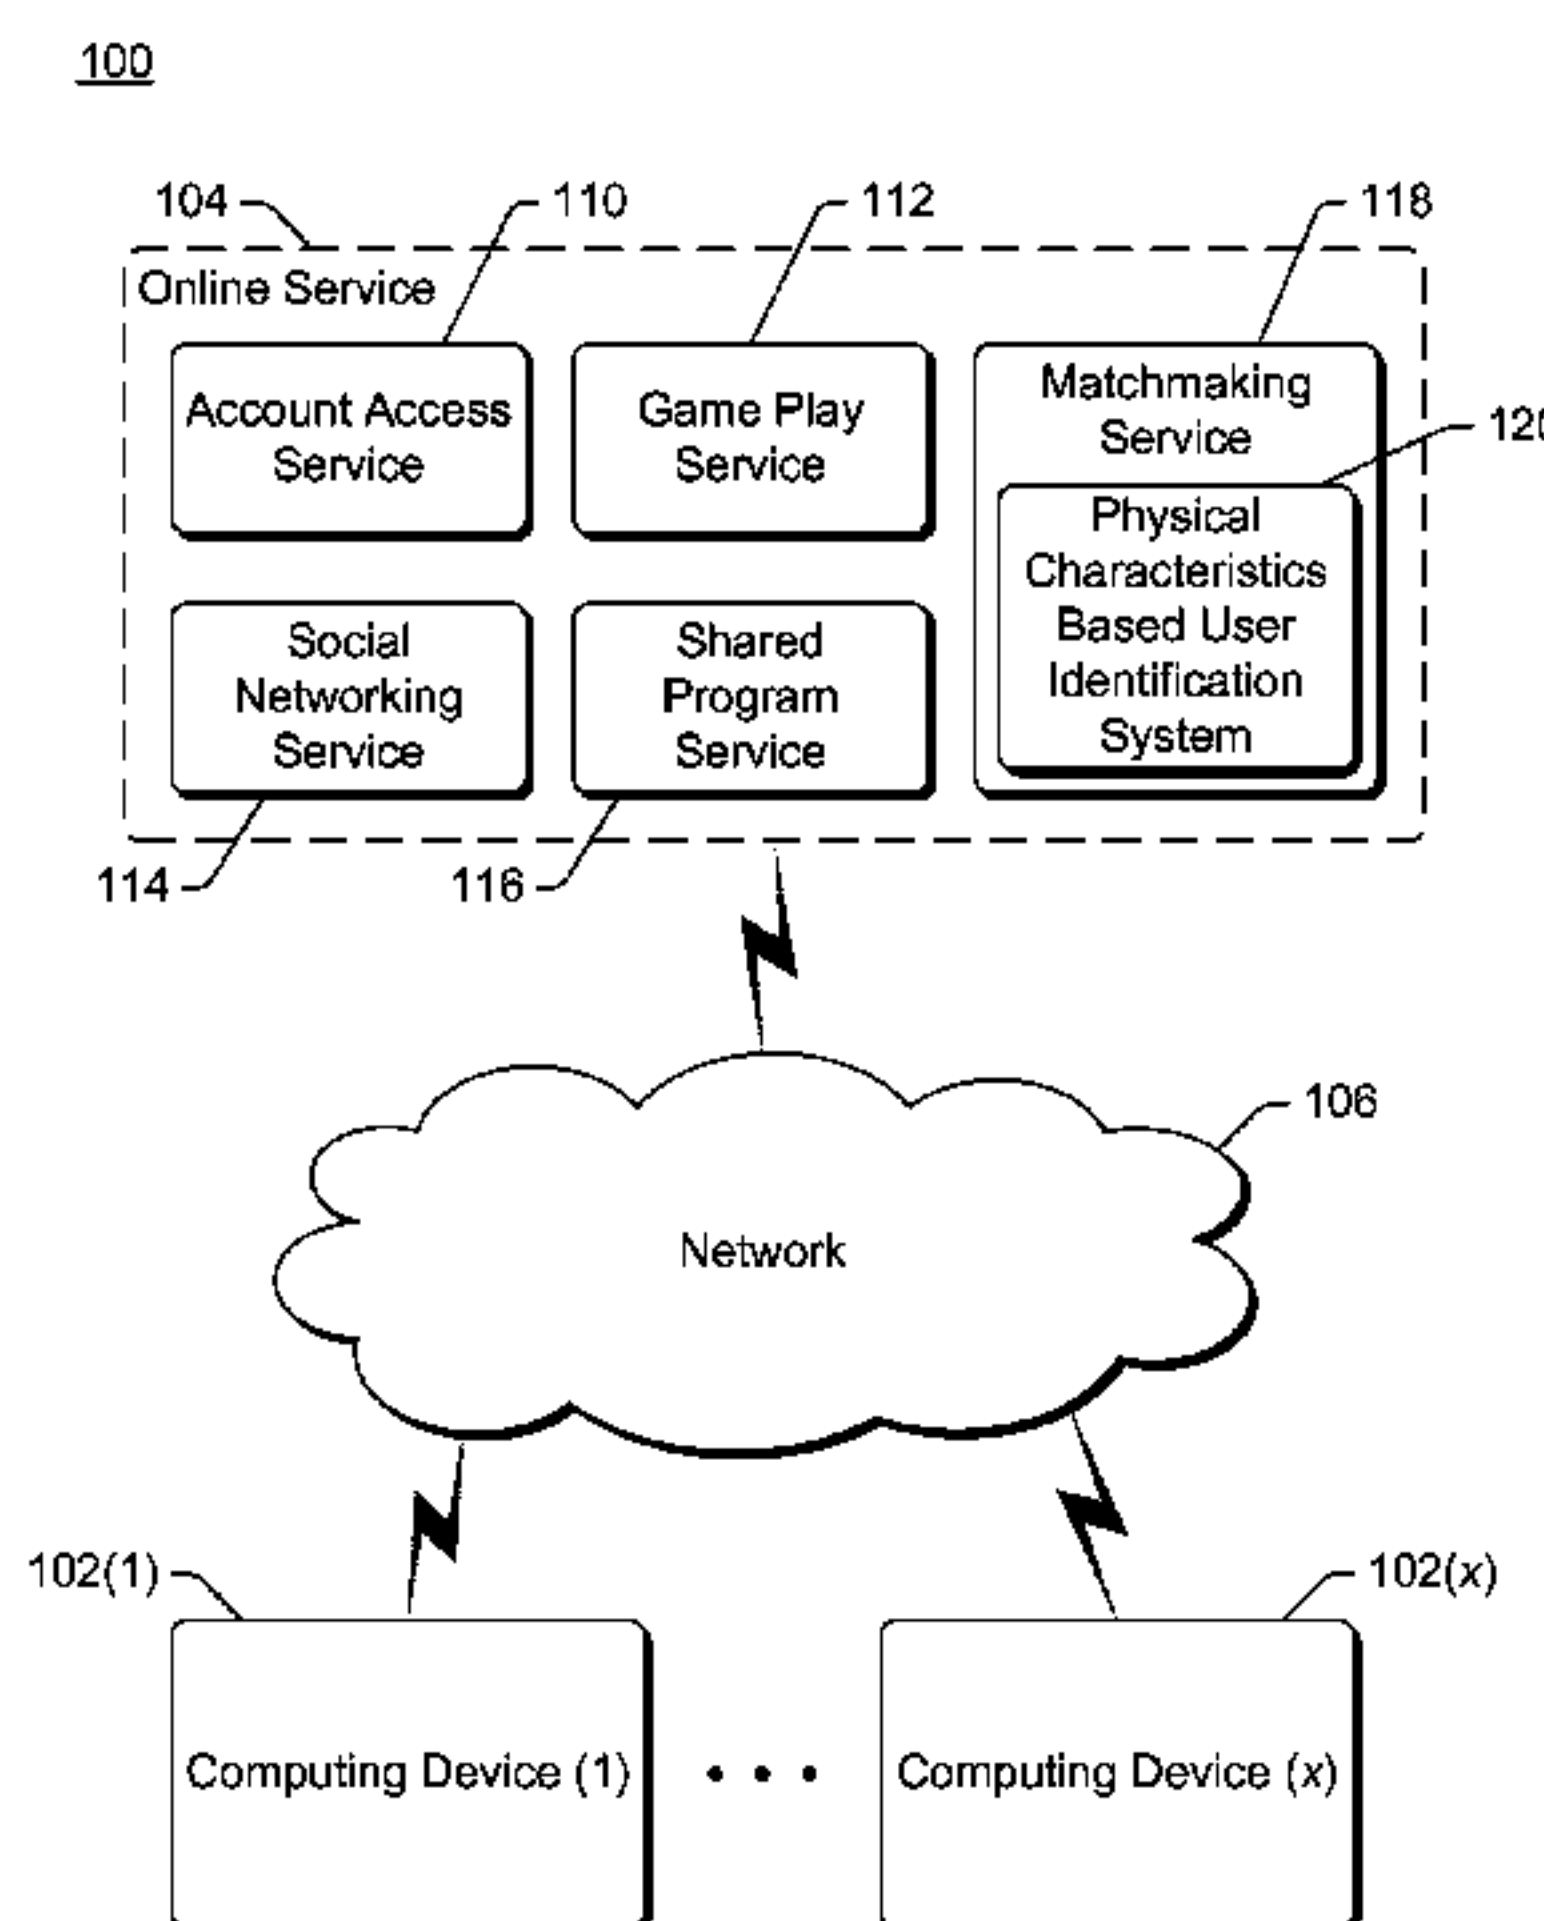 100
104
110
112
118
Online Service
Account Access
Service
Game Play
Service
Matchmaking
Service
120
Physical
Characteristics
Based User
Identification
System
Social
Networking
Service
Shared
Program
Service
114
116
106
Network
102(1)
102(x)
Computing Device (1)
• • •
Computing Device (x)